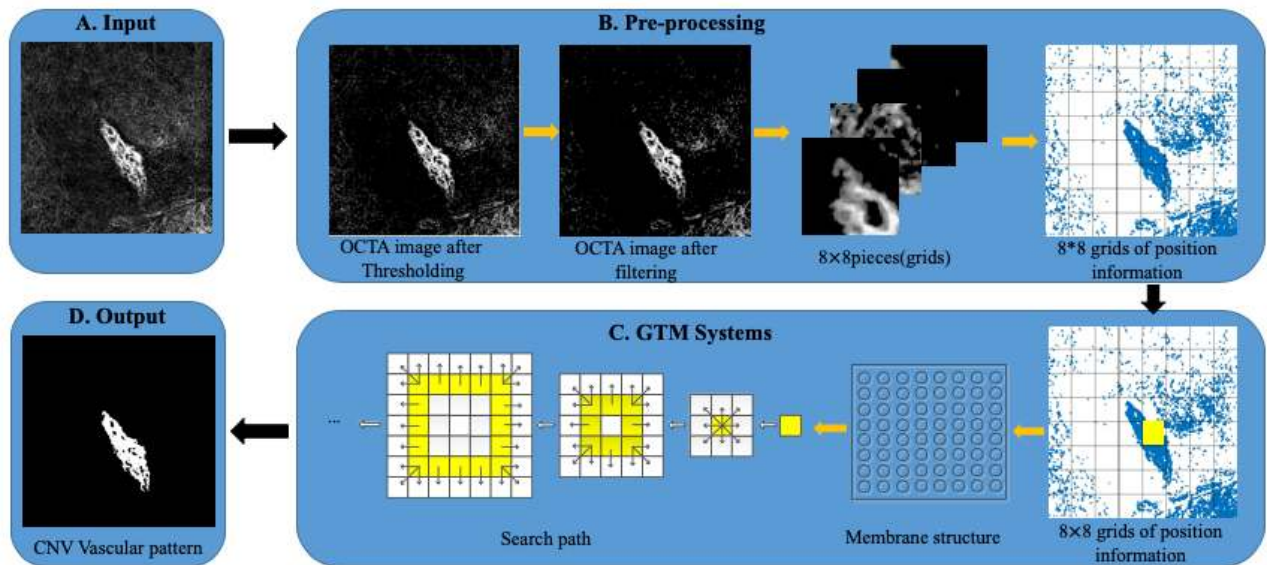 A. Input
B. Pre-processing
OCTA image after
Thresholding
OCTA image after
filtering
8×8pieces(grids)
8*8 grids of position
information
D. Output
CNV Vascular pattern
C. GTM Systems
...
Search path
Membrane structure
8×8 grids of position
information